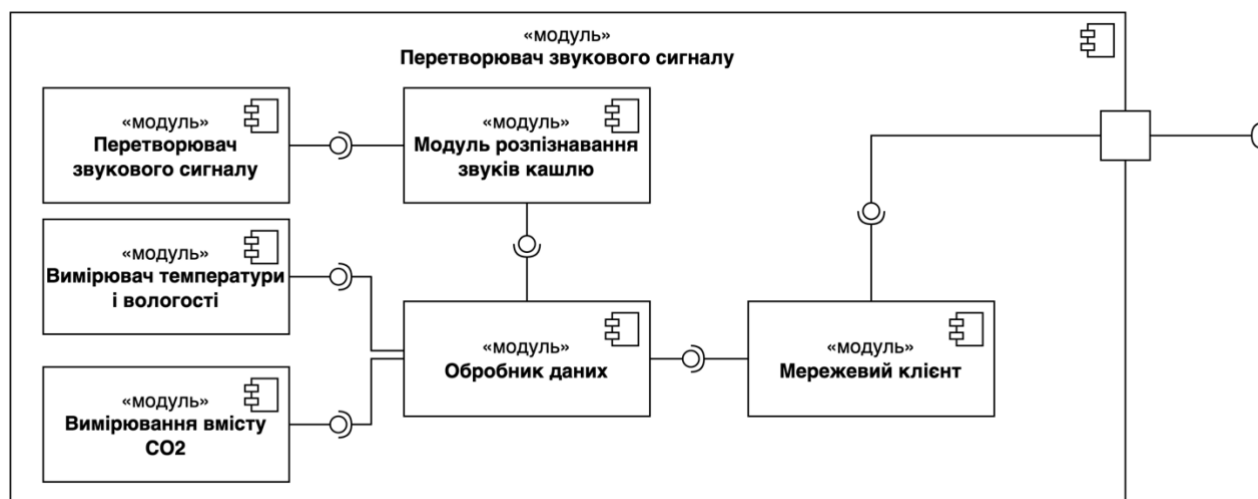 «модуль»
Перетворювач звукового сигналу
«модуль»
Перетворювач
звукового сигналу
«модуль»
Модуль розпізнавання
звуків кашлю
«модуль»
Вимірювач температури
і вологості
«модуль»
Обробник даних
«модуль»
Мережевий клієнт
«модуль»
Вимірювання вмісту
CO2